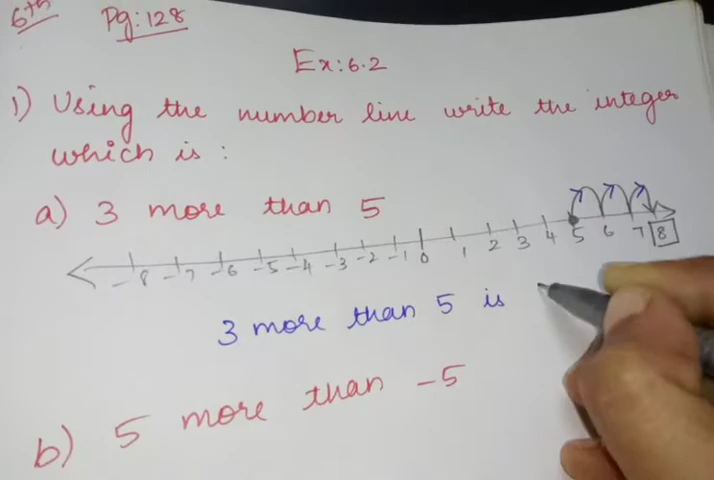 6th Pg:128
Ex:6.2
1) Using the number line write the integer
which is :
a) 3 more than 5
-8 -7 -6 -5 -4 -3 -2 -1 0 1 2 3 4 5 6 7 8
3 more than 5 is
b) 5 more than -5